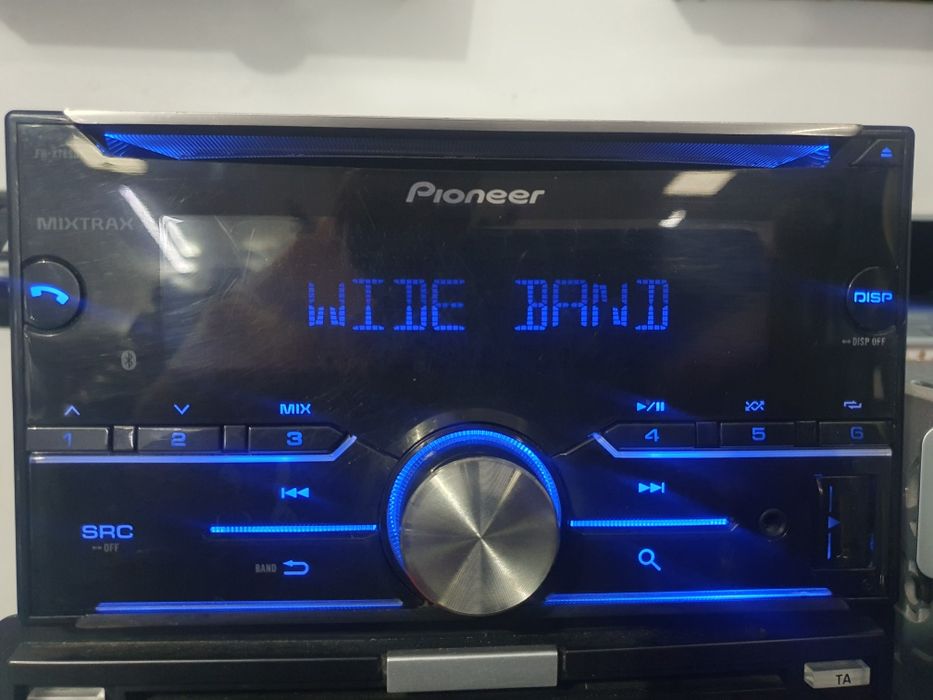 Pioneer
MIXTRAX
WIDE BAND
DISP
DISP OFF
1
2
MIX
3
4
5
6
SRC
OFF
BAND
TA